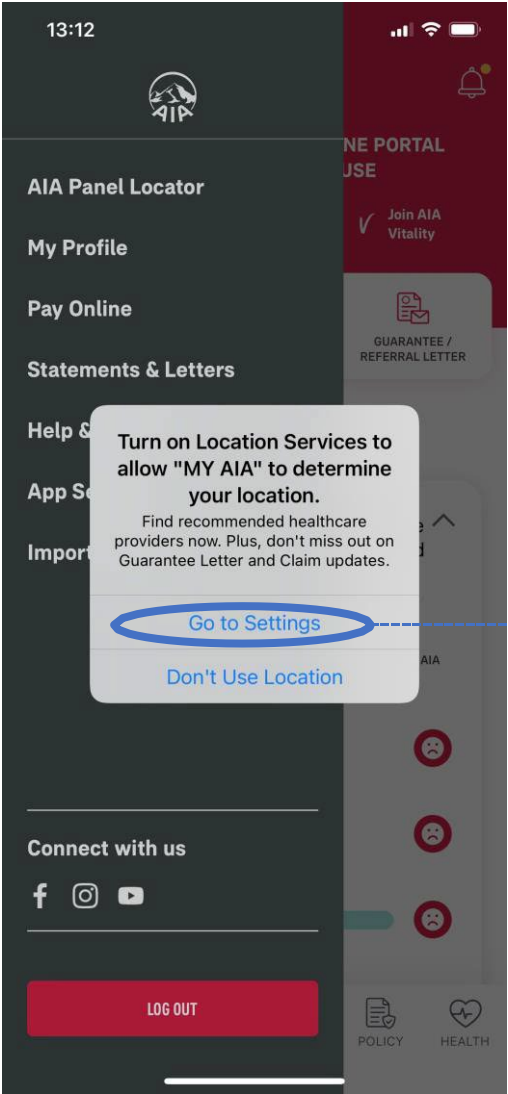 13:12
AIA
NE PORTAL
USE
AIA Panel Locator
Join AIA
Vitality
My Profile
Pay Online
GUARANTEE /
REFERRAL LETTER
Statements & Letters
Help &
Turn on Location Services to
allow "MY AIA" to determine
your location.
App Se
Find recommended healthcare
providers now. Plus, don't miss out on
Guarantee Letter and Claim updates.
Import
Go to Settings
AIA
Don't Use Location
Connect with us
LOG OUT
POLICY
HEALTH